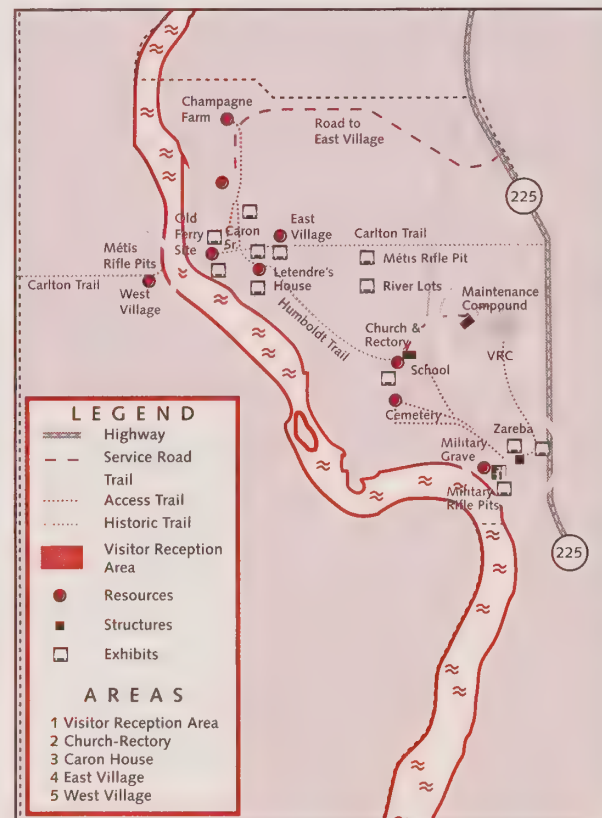 Champagne
Farm
Road to
East Village
225
Old
Ferry
Site
Caron
Sr.
East
Village
Carlton Trail
Métis
Rifle Pits
Métis Rifle Pit
Carlton Trail
West
Village
Letendre's
House
River Lots
Maintenance
Compound
Humboldt Trail
Church &
Rectory
School
VRC
Cemetery
Zareba
Military
Grave
Military
Rifle Pits
225
LEGEND
Highway
Service Road
Trail
Access Trail
Historic Trail
Visitor Reception
Area
Resources
Structures
Exhibits
AREAS
1 Visitor Reception Area
2 Church-Rectory
3 Caron House
4 East Village
5 West Village